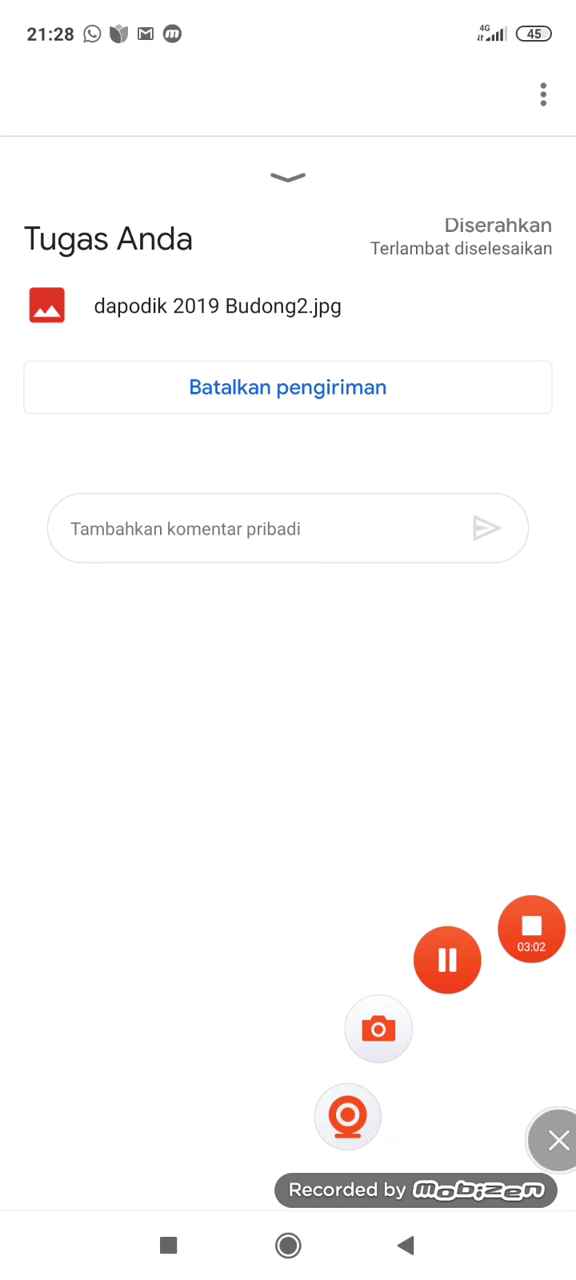 21:28
4G
45
Tugas Anda
Diserahkan
Terlambat diselesaikan
dapodik 2019 Budong2.jpg
Batalkan pengiriman
Tambahkan komentar pribadi
03:02
Recorded by mobizen